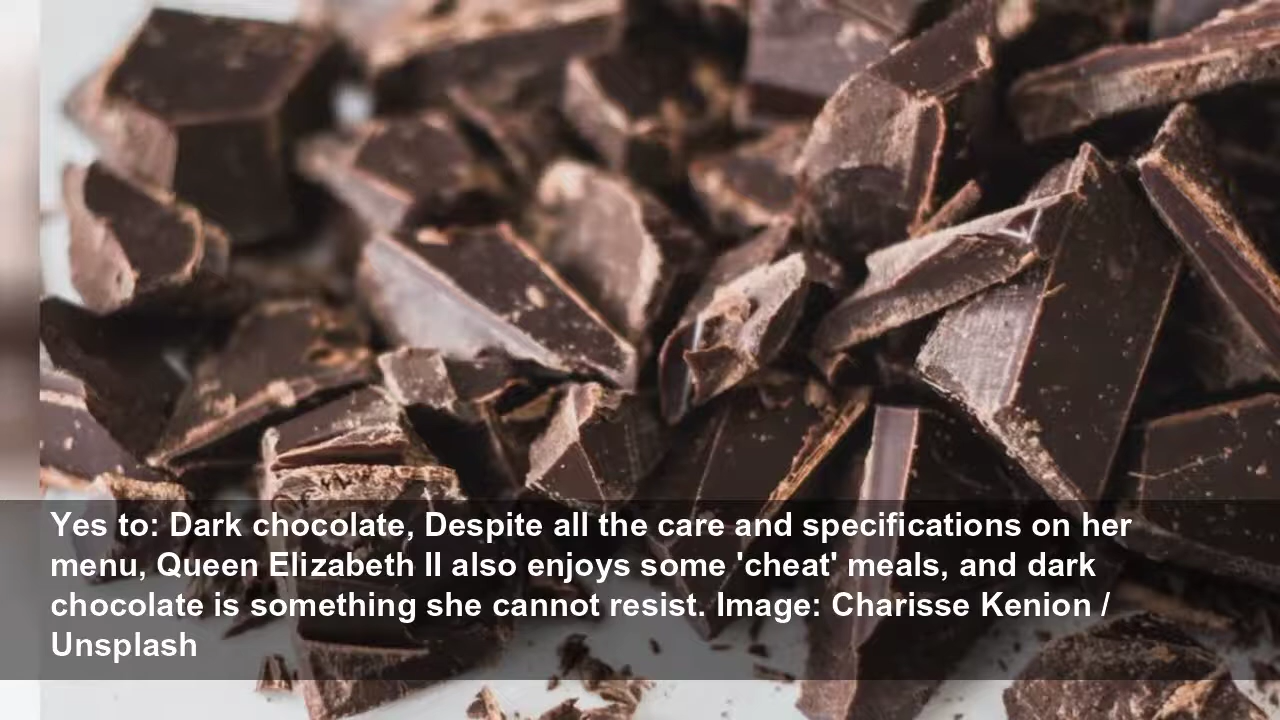 Yes to: Dark chocolate, Despite all the care and specifications on her
menu, Queen Elizabeth II also enjoys some 'cheat' meals, and dark
chocolate is something she cannot resist. Image: Charisse Kenion /
Unsplash